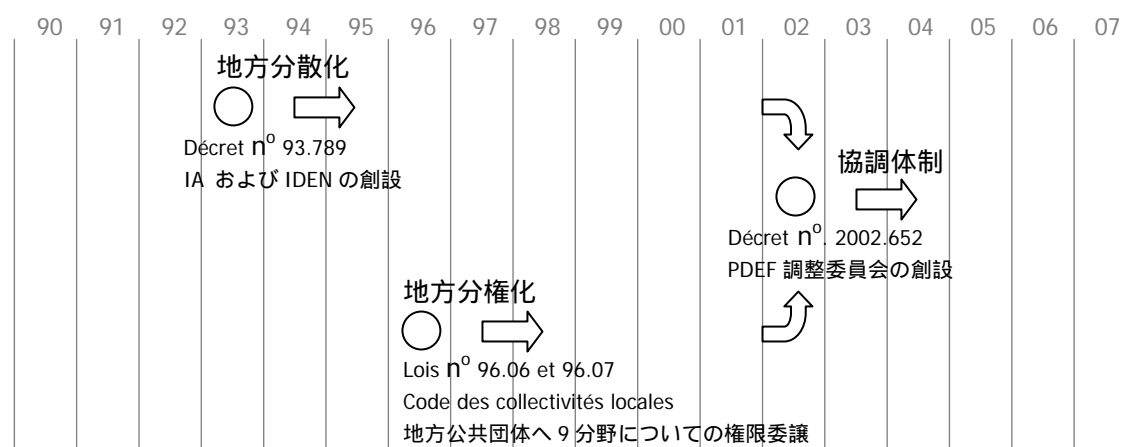 90 91 92 93 94 95 96 97 98 99 00 01 02 03 04 05 06 07
地方分散化
Décret nº 93.789
IA および IDEN の創設
協調体制
Décret nº. 2002.652
PDEF 調整委員会の創設
地方分権化
Lois nº 96.06 et 96.07
Code des collectivités locales
地方公共団体へ 9 分野についての権限委譲